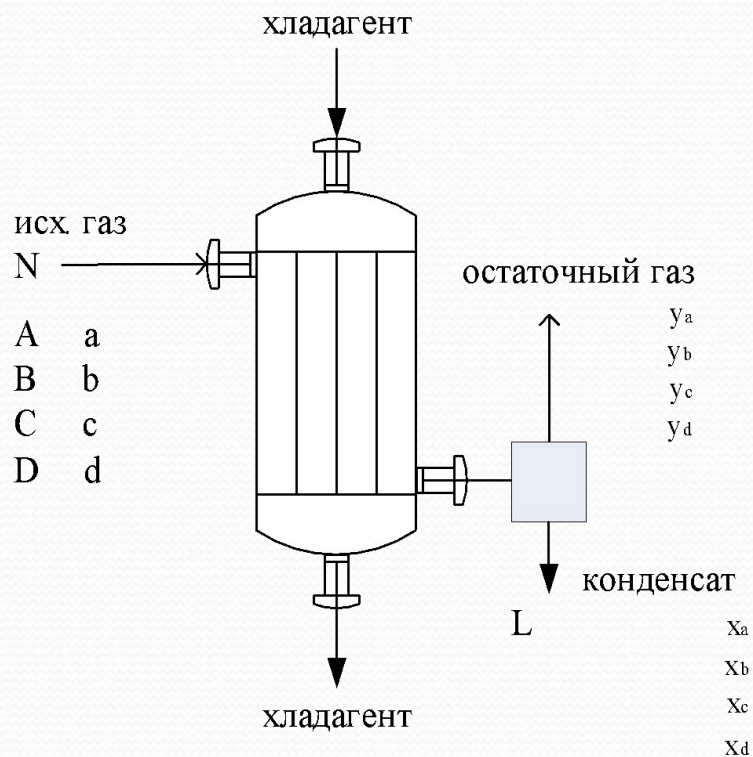 хладагент
исх. газ
N
A a
B b
C c
D d
остаточный газ
ya
yb
yc
yd
конденсат
L
xa
xb
xc
xd
хладагент